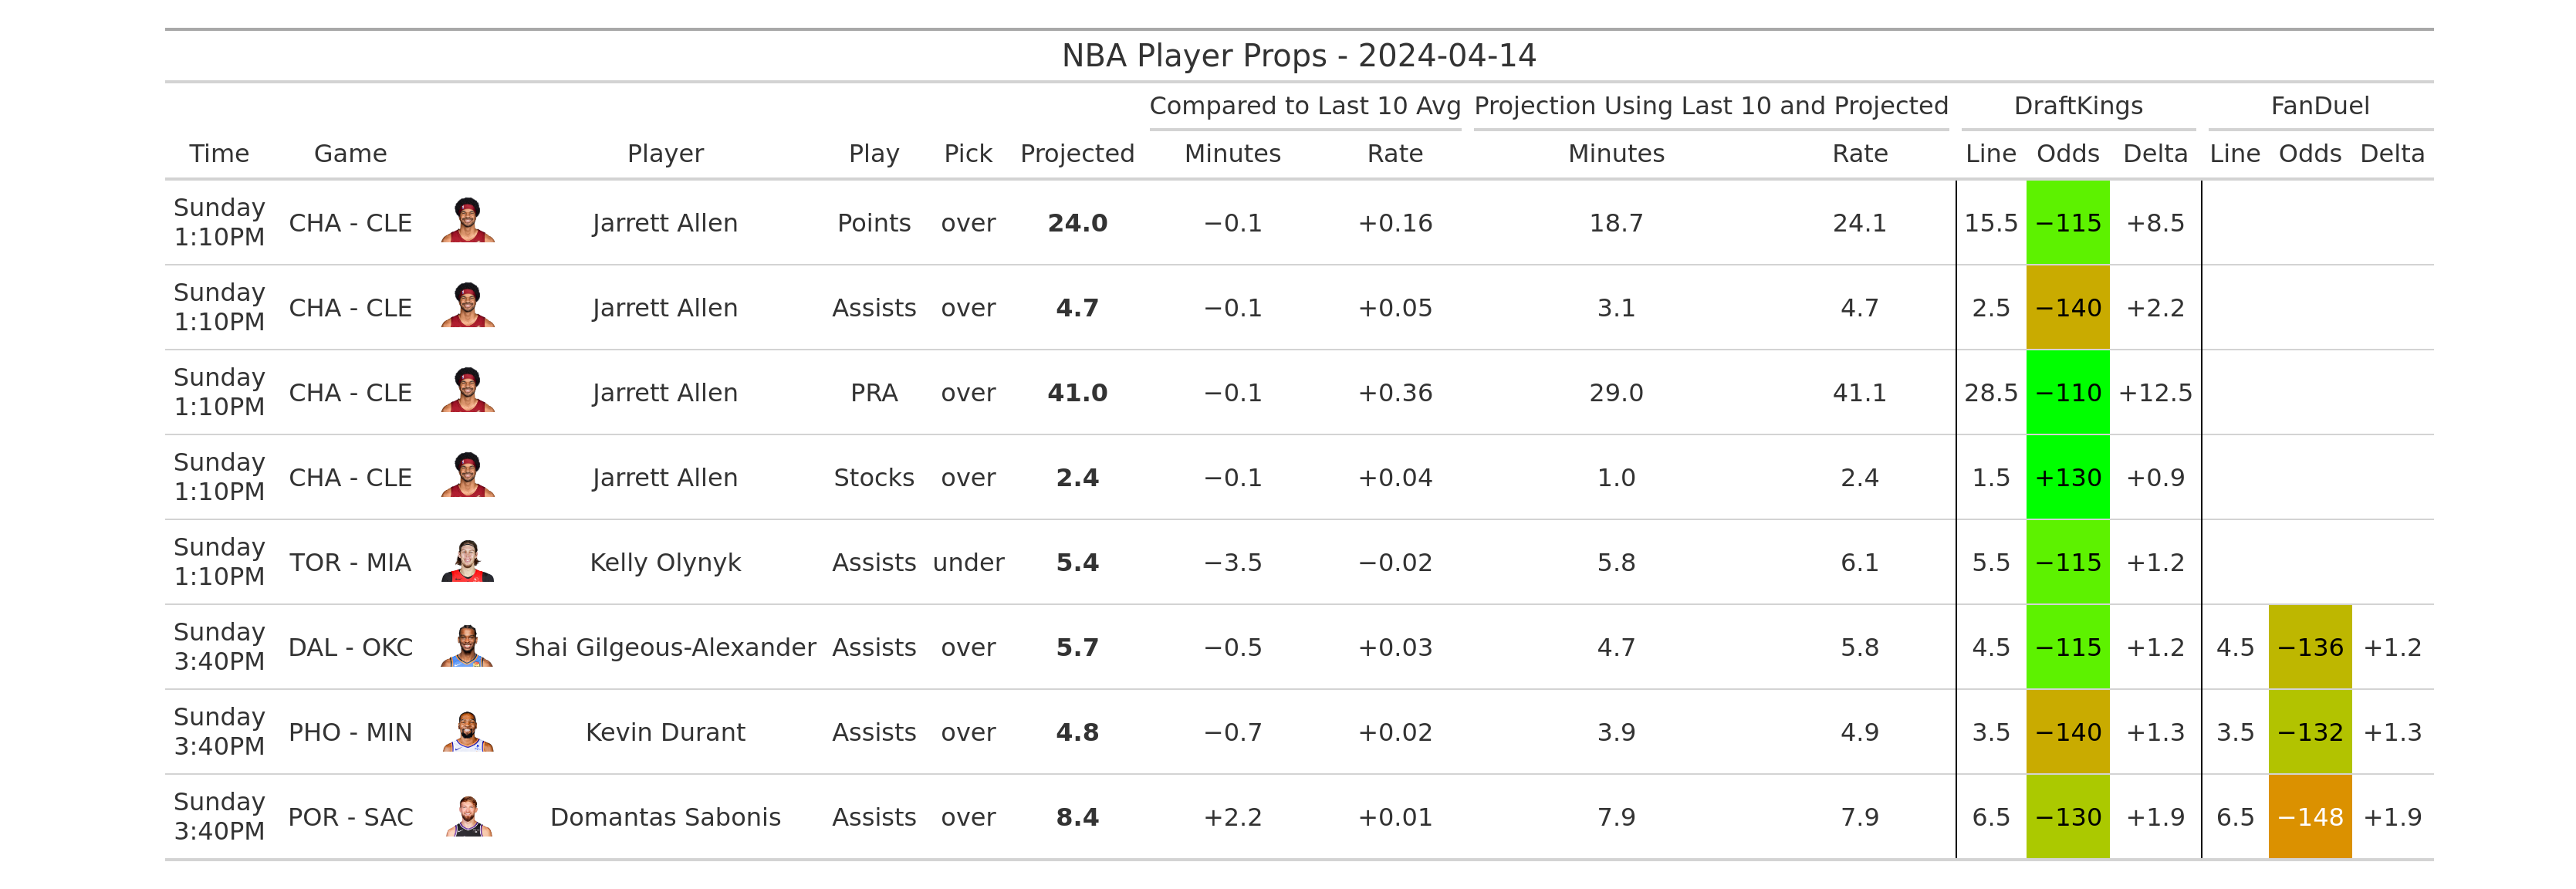 NBA Player Props - 2024-04-14
Compared to Last 10 Avg Projection Using Last 10 and Projected DraftKings FanDuel
Time Game Player Play Pick Projected Minutes Rate Minutes Rate Line Odds Delta Line Odds Delta
Sunday
1:10PM CHA - CLE Jarrett Allen Points over 24.0 −0.1 +0.16 18.7 24.1 15.5 −115 +8.5
Sunday
1:10PM CHA - CLE Jarrett Allen Assists over 4.7 −0.1 +0.05 3.1 4.7 2.5 −140 +2.2
Sunday
1:10PM CHA - CLE Jarrett Allen PRA over 41.0 −0.1 +0.36 29.0 41.1 28.5 −110 +12.5
Sunday
1:10PM CHA - CLE Jarrett Allen Stocks over 2.4 −0.1 +0.04 1.0 2.4 1.5 +130 +0.9
Sunday
1:10PM TOR - MIA Kelly Olynyk Assists under 5.4 −3.5 −0.02 5.8 6.1 5.5 −115 +1.2
Sunday
3:40PM DAL - OKC Shai Gilgeous-Alexander Assists over 5.7 −0.5 +0.03 4.7 5.8 4.5 −115 +1.2 4.5 −136 +1.2
Sunday
3:40PM PHO - MIN Kevin Durant Assists over 4.8 −0.7 +0.02 3.9 4.9 3.5 −140 +1.3 3.5 −132 +1.3
Sunday
3:40PM POR - SAC Domantas Sabonis Assists over 8.4 +2.2 +0.01 7.9 7.9 6.5 −130 +1.9 6.5 −148 +1.9